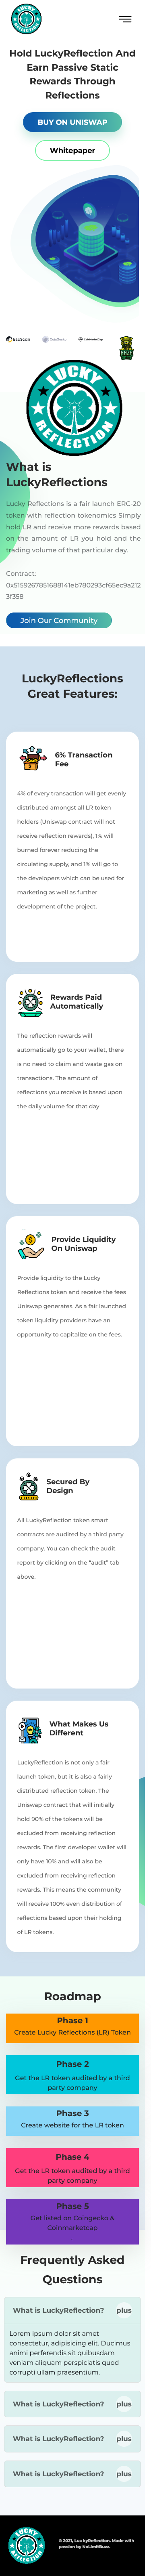 LUCKY
REFLECTION
Hold LuckyReflection And
Earn Passive Static
Rewards Through
Reflections
BUY ON UNISWAP
Whitepaper
BscScan
CoinGecko
CoinMarketCap
LUCKY
REFLECTION
What is
LuckyReflections
Lucky Reflections is a fair launch ERC-20
token with reflection tokenomics Simply
hold LR and receive more rewards based
on the amount of LR you hold and the
trading volume of that particular day.
Contract:
0x5159267851688141eb780293cf65ec9a212
3f358
Join Our Community
LuckyReflections
Great Features:
6% Transaction
Fee
4% of every transaction will get evenly
distributed amongst all LR token
holders (Uniswap contract will not
receive reflection rewards), 1% will
burned forever reducing the
circulating supply, and 1% will go to
the developers which can be used for
marketing as well as further
development of the project.
Rewards Paid
Automatically
The reflection rewards will
automatically go to your wallet, there
is no need to claim and waste gas on
transactions. The amount of
reflections you receive is based upon
the daily volume for that day
Provide Liquidity
On Uniswap
Provide liquidity to the Lucky
Reflections token and receive the fees
Uniswap generates. As a fair launched
token liquidity providers have an
opportunity to capitalize on the fees.
Secured By
Design
All LuckyReflection token smart
contracts are audited by a third party
company. You can check the audit
report by clicking on the "audit" tab
above.
What Makes Us
Different
LuckyReflection is not only a fair
launch token, but it is also a fairly
distributed reflection token. The
Uniswap contract that will initially
hold 90% of the tokens will be
excluded from receiving reflection
rewards. The first developer wallet will
only have 10% and will also be
excluded from receiving reflection
rewards. This means the community
will receive 100% even distribution of
reflections based upon their holding
of LR tokens.
Roadmap
Phase 1
Create Lucky Reflections (LR) Token
Phase 2
Get the LR token audited by a third
party company
Phase 3
Create website for the LR token
Phase 4
Get the LR token audited by a third
party company
Phase 5
Get listed on Coingecko &
Coinmarketcap
Frequently Asked
Questions
What is LuckyReflection? plus
Lorem ipsum dolor sit amet
consectetur, adipisicing elit. Ducimus
animi perferendis sit quibusdam
veniam aliquam perspiciatis quod
corrupti ullam praesentium.
What is LuckyReflection? plus
What is LuckyReflection? plus
What is LuckyReflection? plus
LUCKY
REFLECTION
© 2021, Lucky Reflection. Made with
passion by NoLimitBuzz.